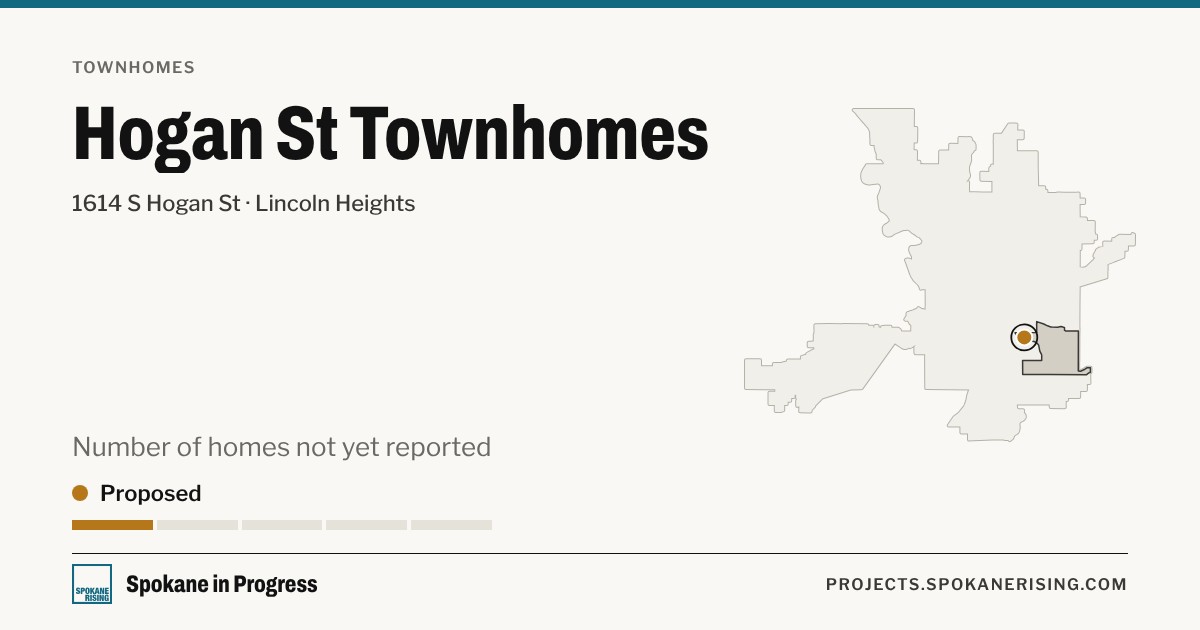 TOWNHOMES
Hogan St Townhomes
1614 S Hogan St · Lincoln Heights
Number of homes not yet reported
Proposed
SPOKANE
RISING
Spokane in Progress
PROJECTS.SPOKANERISING.COM